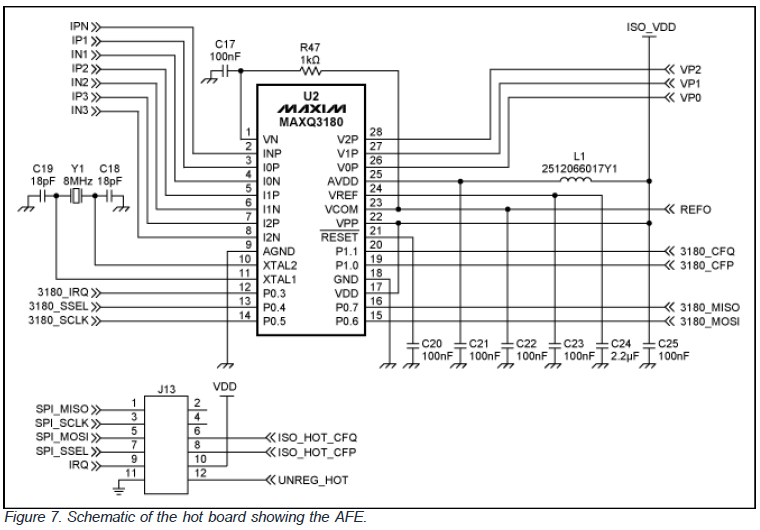 IPN
IP1
IN1
IP2
IN2
IP3
IN3
C17
100nF
R47
1kΩ
ISO_VDD
VP2
VP1
VP0
U2
MAXIM
MAXQ3180
1 VN V2P 28
2 INP V1P 27
3 I0P V0P 26
4 I0N AVDD 25
5 I1P VREF 24
6 I1N VCOM 23
7 I2P VPP 22
8 I2N RESET 21
9 AGND P1.1 20
10 XTAL2 P1.0 19
11 XTAL1 GND 18
12 P0.3 VDD 17
13 P0.4 P0.7 16
14 P0.5 P0.6 15
C19
18pF
Y1
8MHz
C18
18pF
L1
2512066017Y1
REFO
3180_CFQ
3180_CFP
3180_IRQ
3180_SSEL
3180_SCLK
3180_MISO
3180_MOSI
C20
100nF
C21
100nF
C22
100nF
C23
100nF
C24
2.2μF
C25
100nF
J13
VDD
SPI_MISO 1 2
SPI_SCLK 3 4
SPI_MOSI 5 6 ISO_HOT_CFQ
SPI_SSEL 7 8 ISO_HOT_CFP
IRQ 9 10
11 12 UNREG_HOT
Figure 7. Schematic of the hot board showing the AFE.